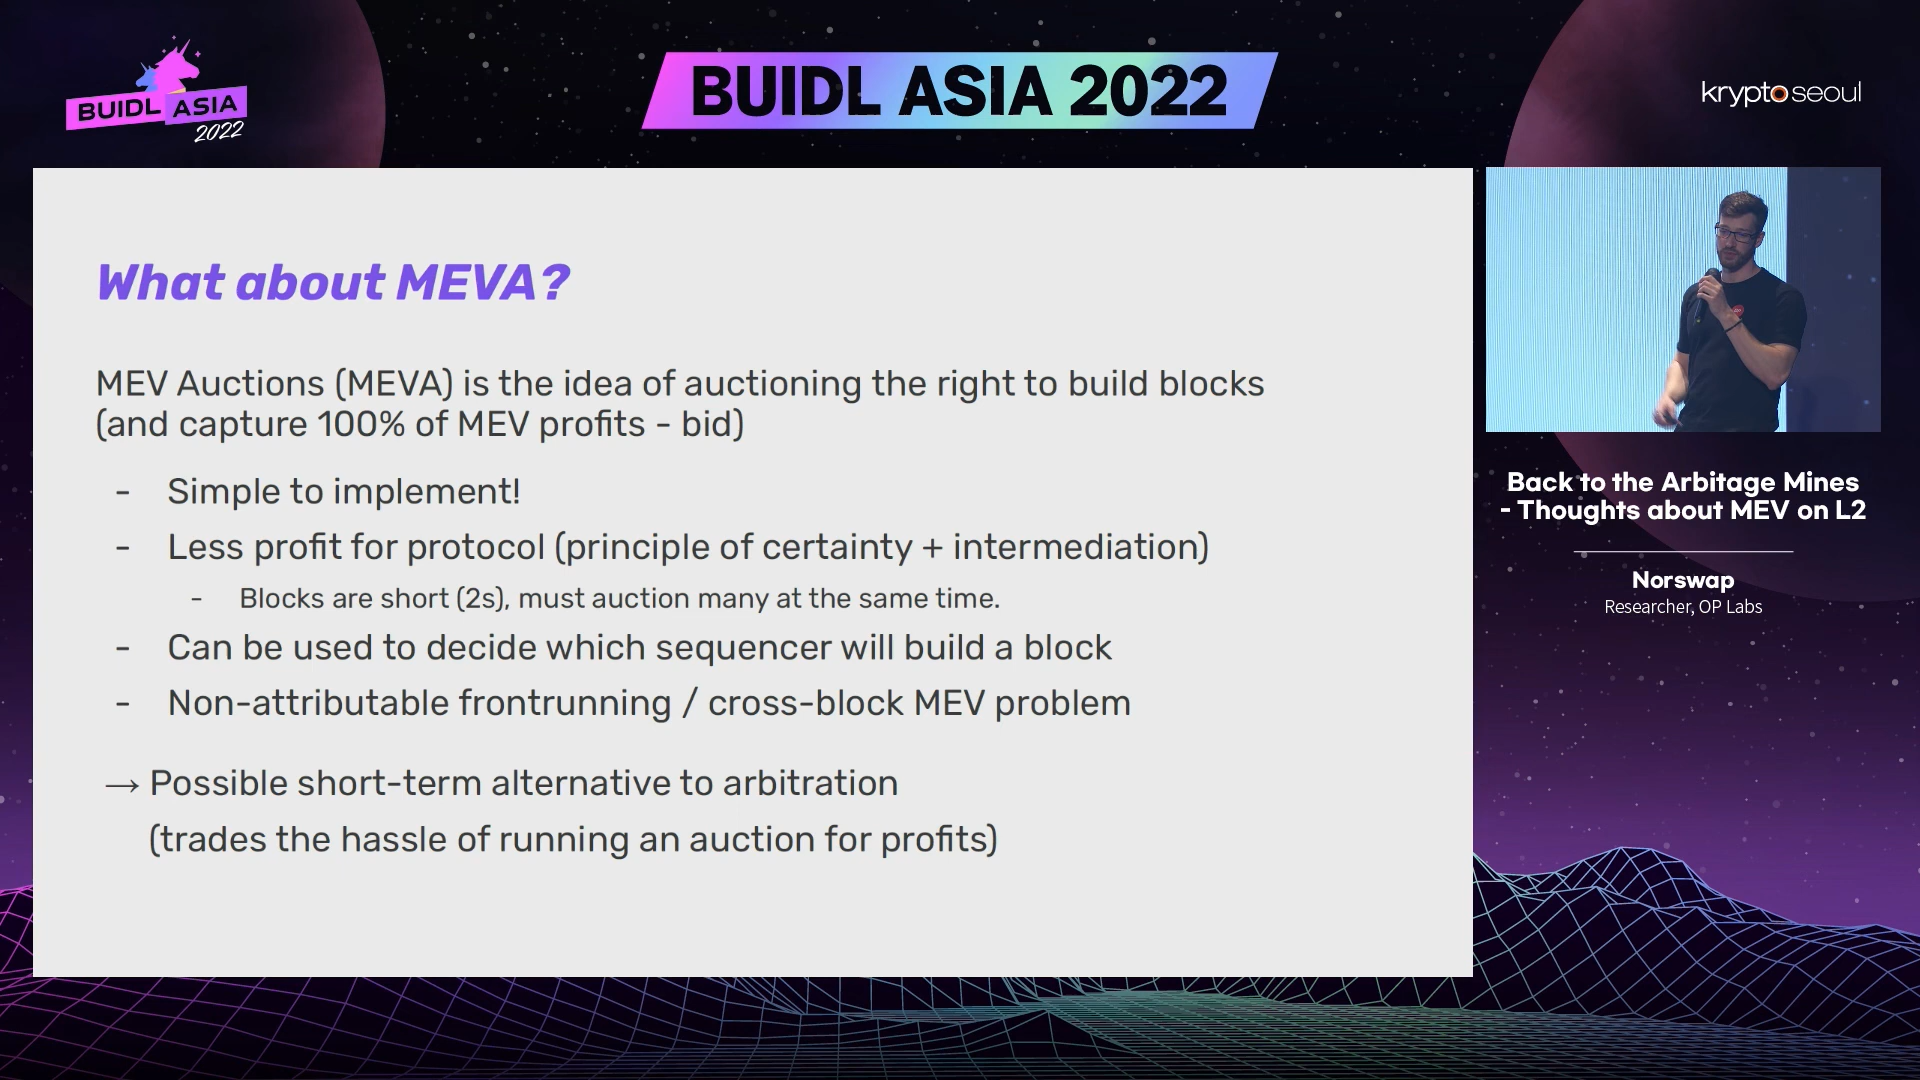 BUIDL ASIA
2022
BUIDL ASIA 2022
kryptoseoul
What about MEVA?
MEV Auctions (MEVA) is the idea of auctioning the right to build blocks
(and capture 100% of MEV profits - bid)
- Simple to implement!
- Less profit for protocol (principle of certainty + intermediation)
- Blocks are short (2s), must auction many at the same time.
- Can be used to decide which sequencer will build a block
- Non-attributable frontrunning / cross-block MEV problem
→ Possible short-term alternative to arbitration
(trades the hassle of running an auction for profits)
Back to the Arbitage Mines
- Thoughts about MEV on L2
Norswap
Researcher, OP Labs